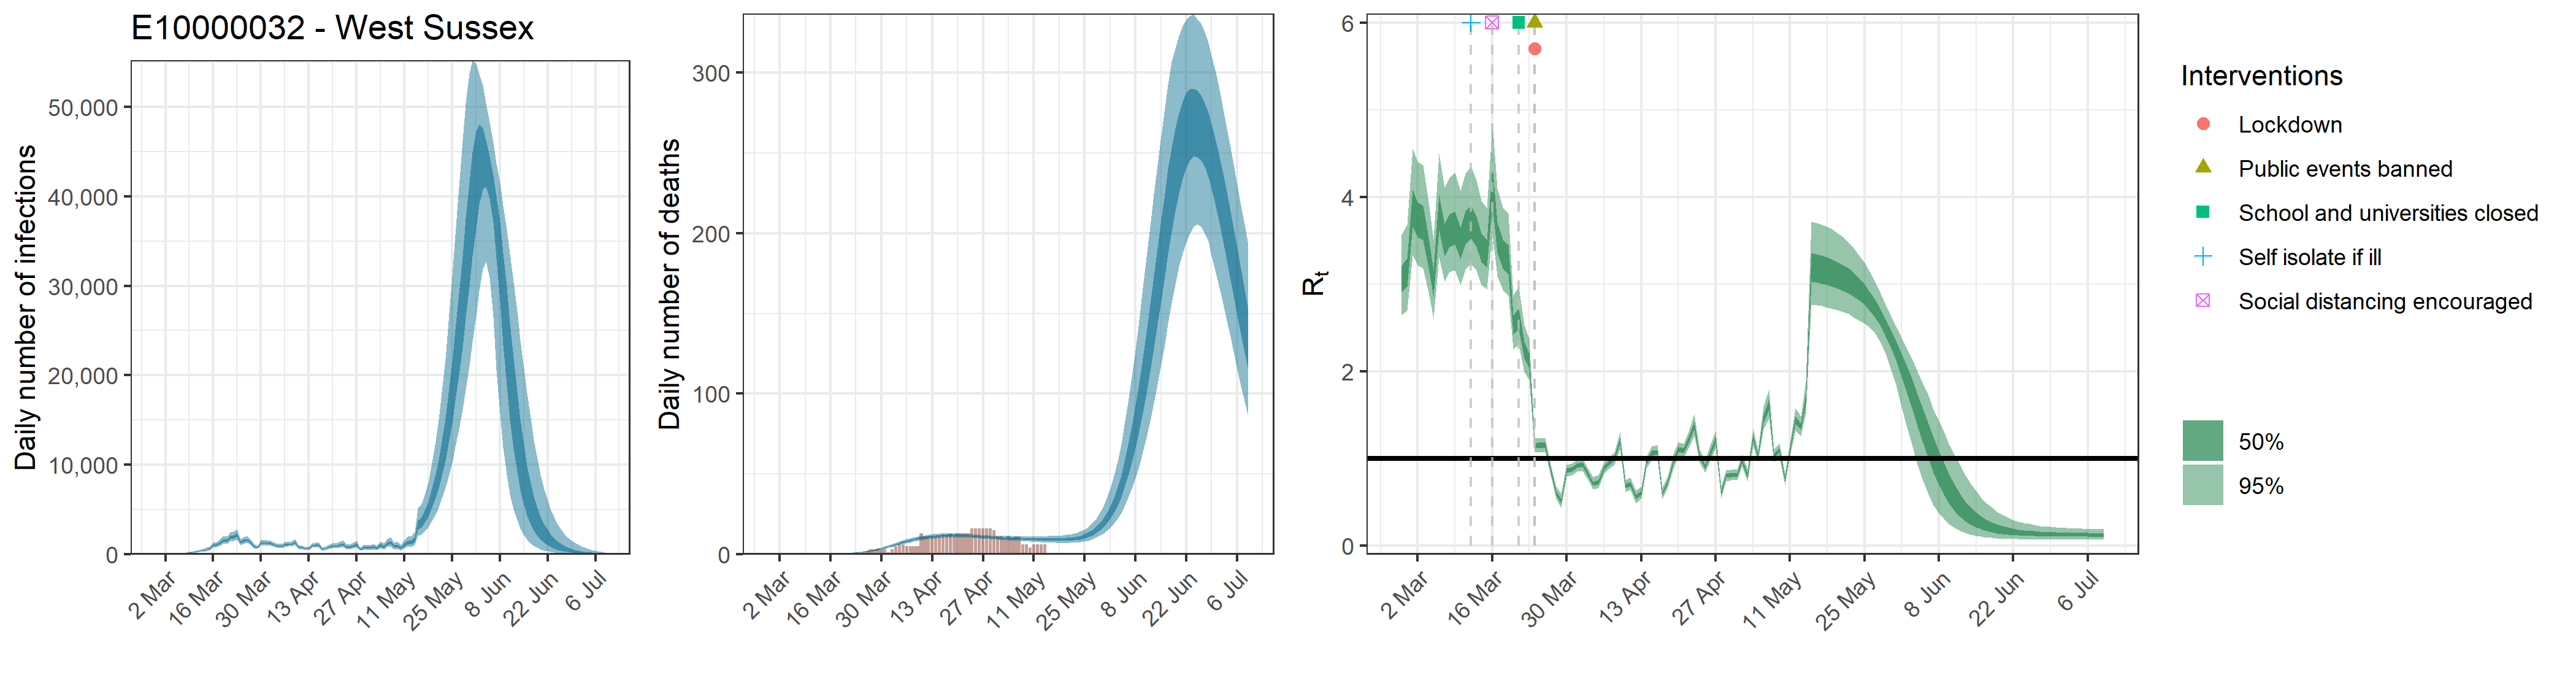 E10000032 - West Sussex
Daily number of infections
50,000
40,000
30,000
20,000
10,000
0
2 Mar
16 Mar
30 Mar
13 Apr
27 Apr
11 May
25 May
8 Jun
22 Jun
6 Jul
Daily number of deaths
300
200
100
0
2 Mar
16 Mar
30 Mar
13 Apr
27 Apr
11 May
25 May
8 Jun
22 Jun
6 Jul
Rt
6
4
2
0
2 Mar
16 Mar
30 Mar
13 Apr
27 Apr
11 May
25 May
8 Jun
22 Jun
6 Jul
Interventions
Lockdown
Public events banned
School and universities closed
Self isolate if ill
Social distancing encouraged
50%
95%